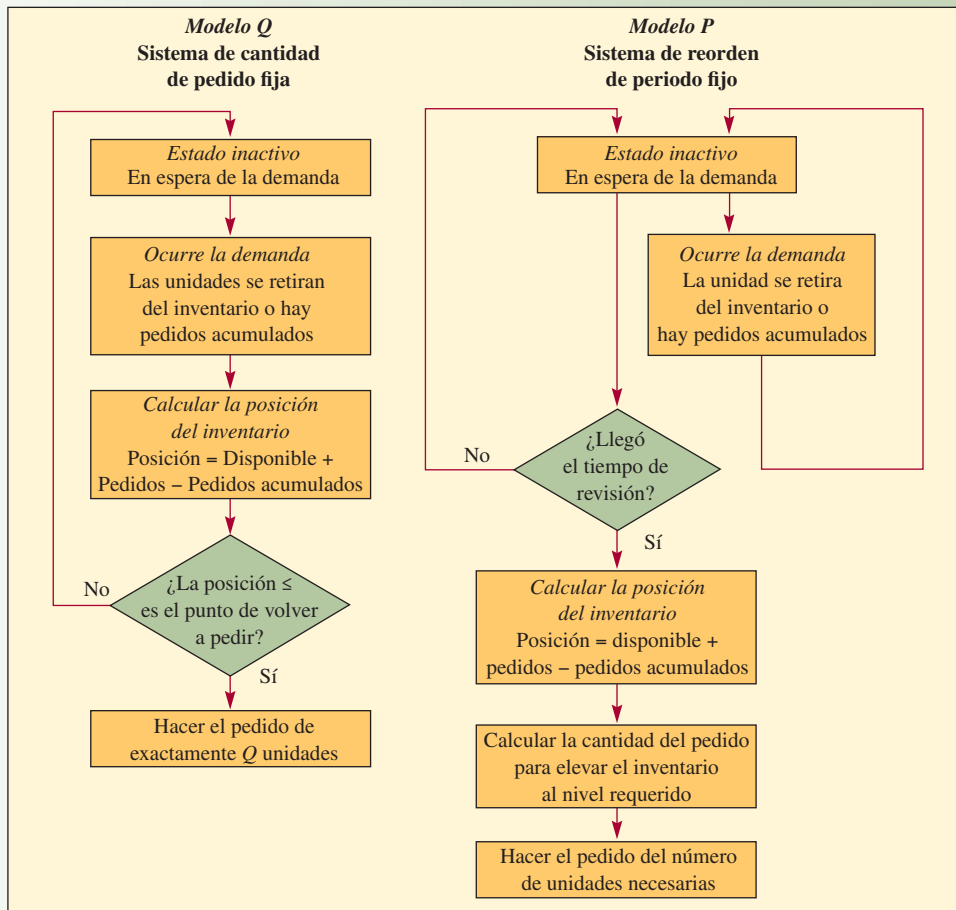 Modelo Q
Sistema de cantidad
de pedido fija
Estado inactivo
En espera de la demanda
Ocurre la demanda
Las unidades se retiran
del inventario o hay
pedidos acumulados
Calcular la posición
del inventario
Posición = Disponible +
Pedidos − Pedidos acumulados
¿La posición ≤
es el punto de volver
a pedir?
No
Sí
Hacer el pedido de
exactamente Q unidades
Modelo P
Sistema de reorden
de periodo fijo
Estado inactivo
En espera de la demanda
Ocurre la demanda
La unidad se retira
del inventario o
hay pedidos acumulados
¿Llegó
el tiempo de
revisión?
No
Sí
Calcular la posición
del inventario
Posición = disponible +
pedidos − pedidos acumulados
Calcular la cantidad del pedido
para elevar el inventario
al nivel requerido
Hacer el pedido del número
de unidades necesarias